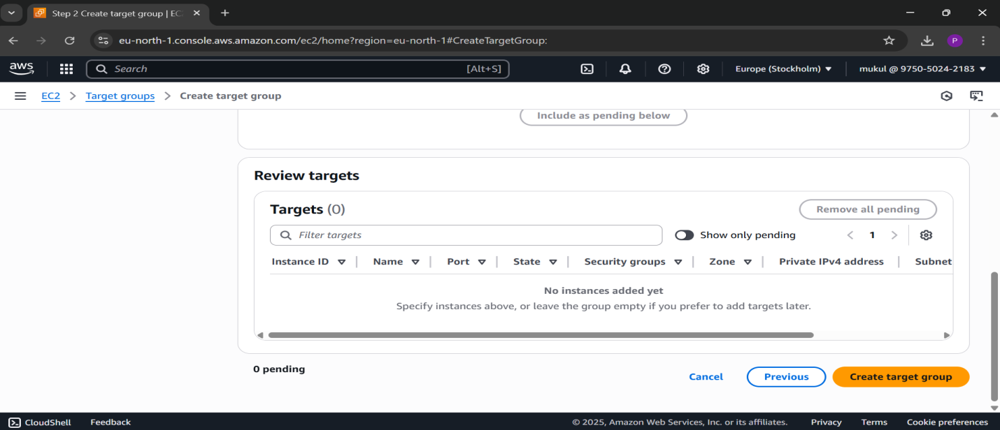 Step 2 Create target group | EC
eu-north-1.console.aws.amazon.com/ec2/home?region=eu-north-1#CreateTargetGroup:
P
aws Search [Alt+S] Europe (Stockholm) mukul @ 9750-5024-2183
EC2 > Target groups > Create target group
Include as pending below
Review targets
Targets (0) Remove all pending
Filter targets Show only pending 1
Instance ID Name Port State Security groups Zone Private IPv4 address Subnet
No instances added yet
Specify instances above, or leave the group empty if you prefer to add targets later.
0 pending
Cancel Previous Create target group
CloudShell Feedback © 2025, Amazon Web Services, Inc. or its affiliates. Privacy Terms Cookie preferences